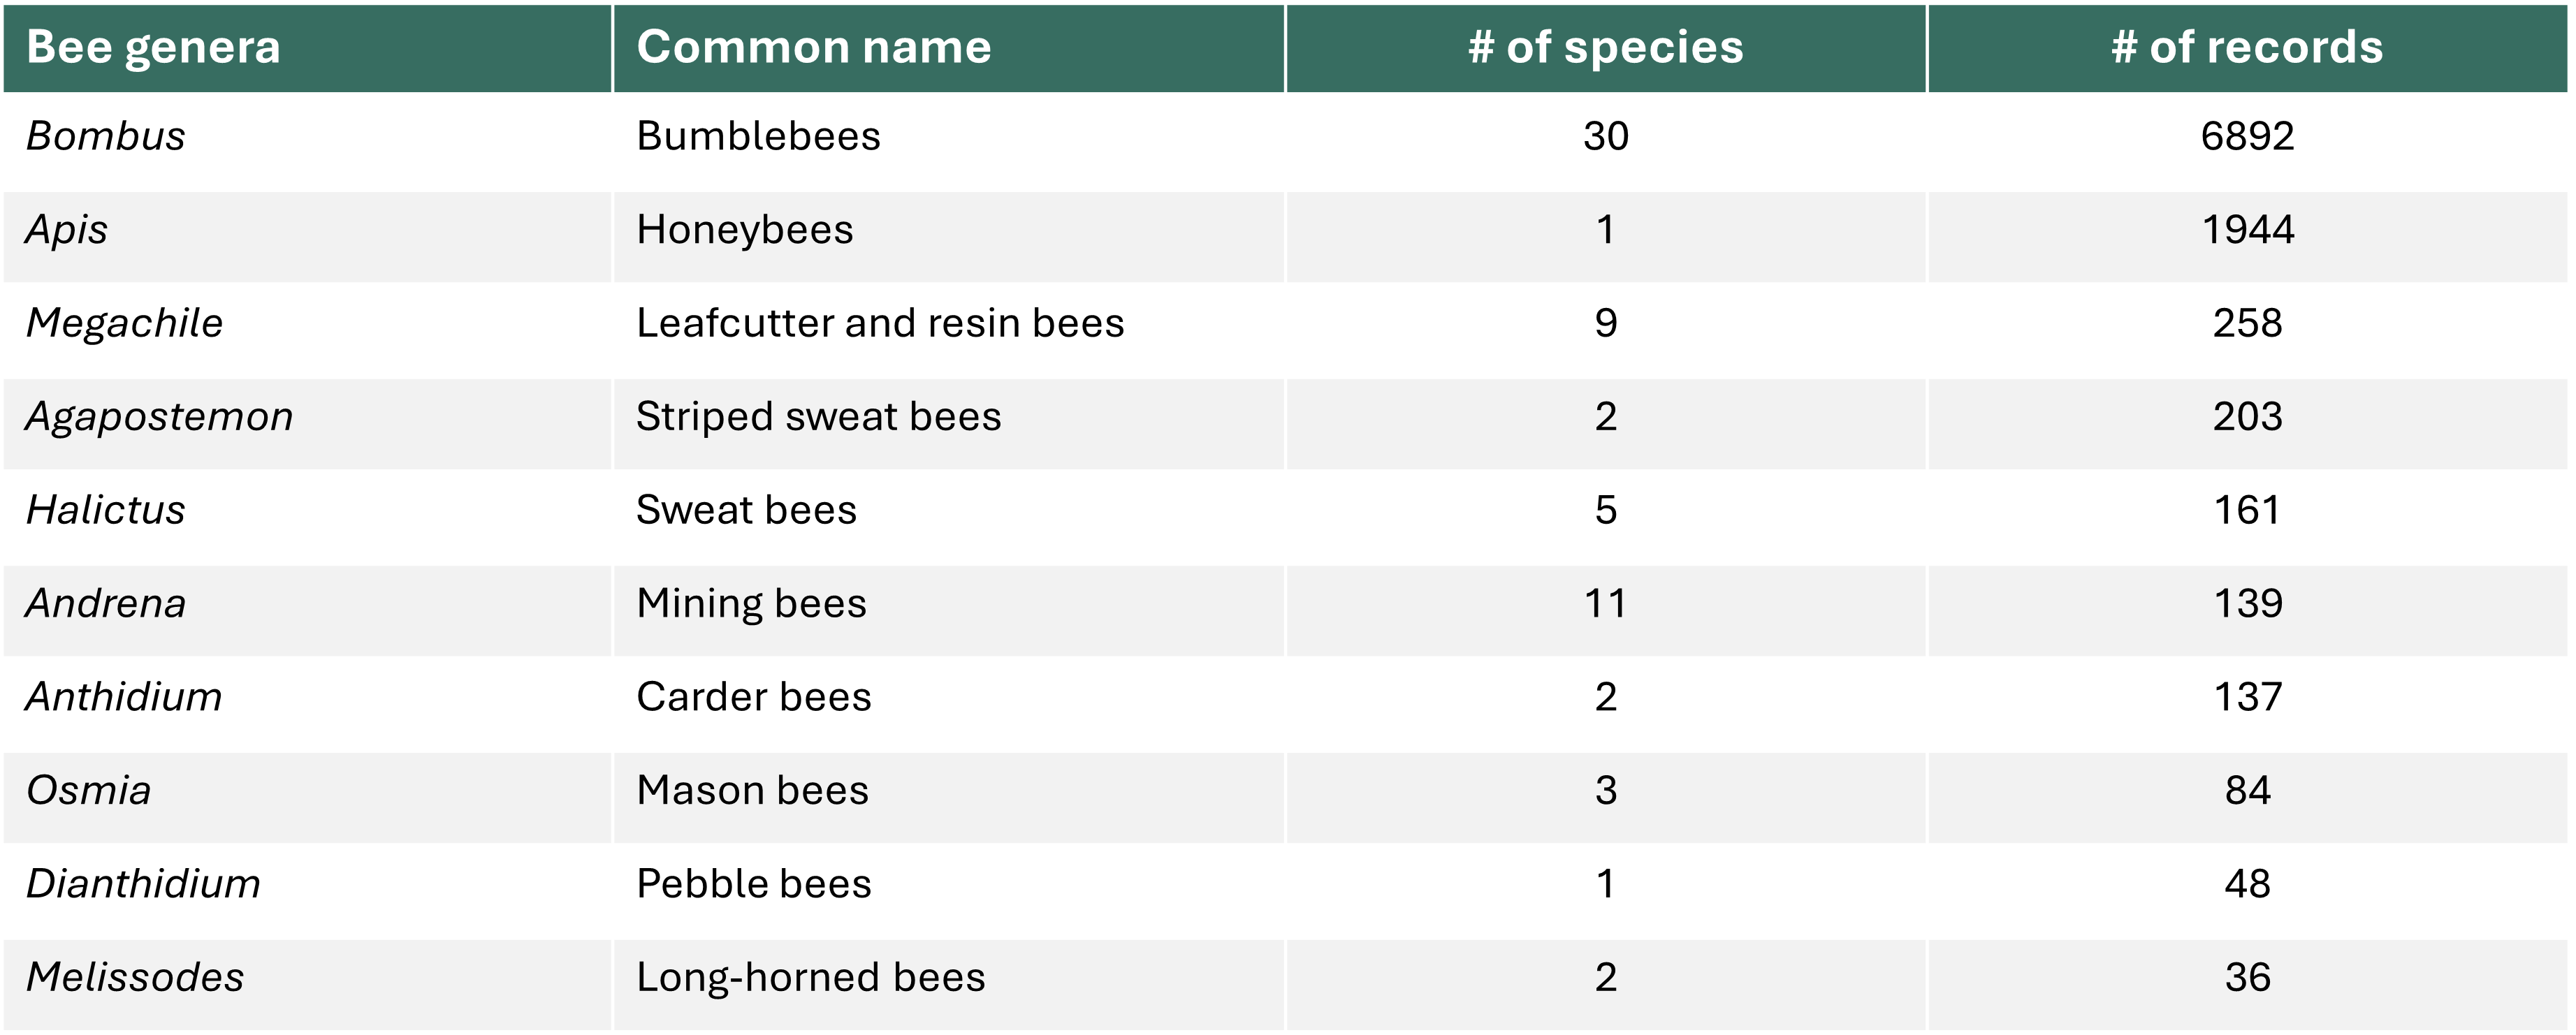 Bee genera Common name # of species # of records
Bombus Bumblebees 30 6892
Apis Honeybees 1 1944
Megachile Leafcutter and resin bees 9 258
Agapostemon Striped sweat bees 2 203
Halictus Sweat bees 5 161
Andrena Mining bees 11 139
Anthidium Carder bees 2 137
Osmia Mason bees 3 84
Dianthidium Pebble bees 1 48
Melissodes Long-horned bees 2 36